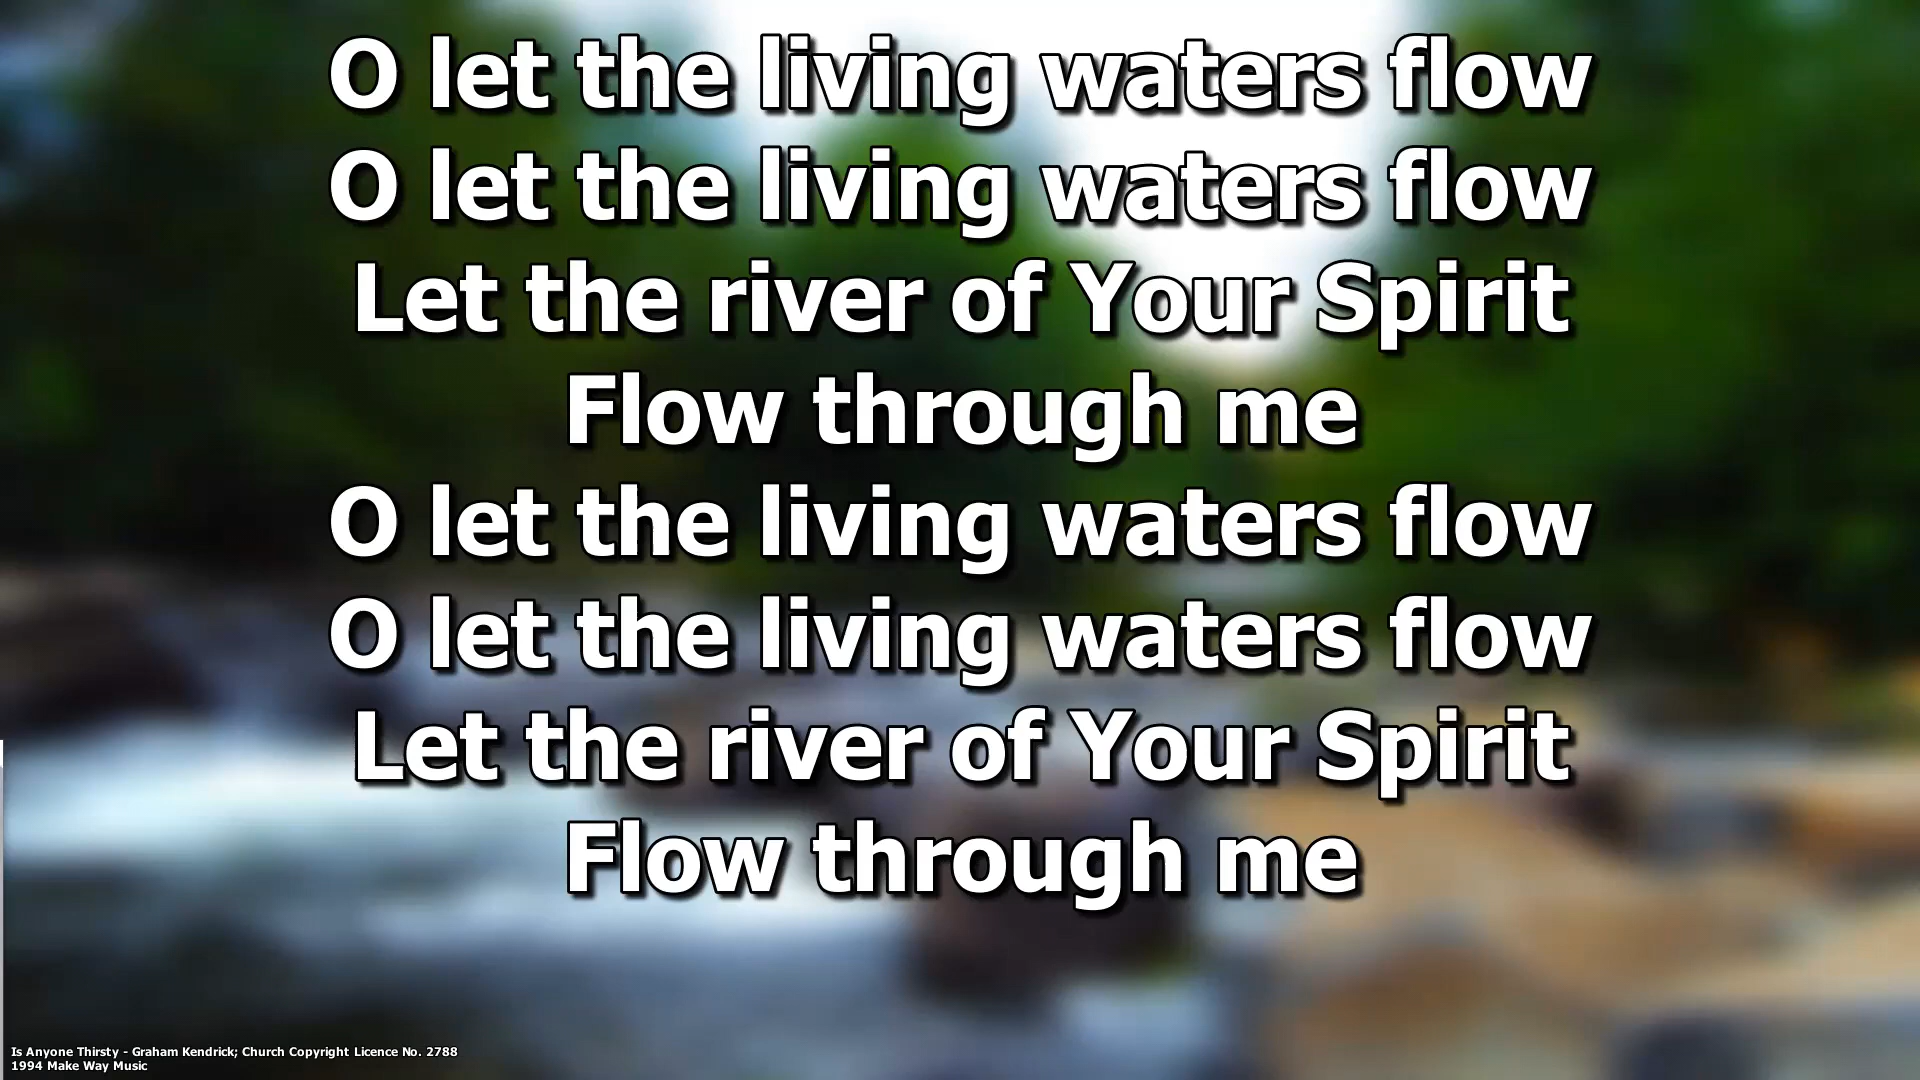 O let the living waters flow
O let the living waters flow
Let the river of Your Spirit
Flow through me
O let the living waters flow
O let the living waters flow
Let the river of Your Spirit
Flow through me
Is Anyone Thirsty - Graham Kendrick; Church Copyright Licence No. 2788
1994 Make Way Music